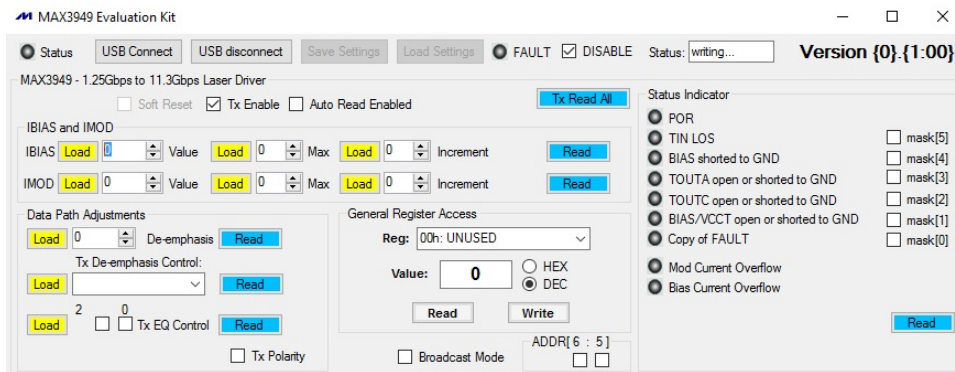 MAX3949 Evaluation Kit
Status USB Connect USB disconnect Save Settings Load Settings FAULT DISABLE Status: writing... Version {0}.{1:00}
MAX3949 - 1.25Gbps to 11.3Gbps Laser Driver
Soft Reset Tx Enable Auto Read Enabled Tx Read All
IBIAS and IMOD
IBIAS Load 0 Value Load 0 Max Load 0 Increment Read
IMOD Load 0 Value Load 0 Max Load 0 Increment Read
Data Path Adjustments
Load 0 De-emphasis Read
Tx De-emphasis Control:
Load Read
2 0
Load Tx EQ Control Read
Tx Polarity
General Register Access
Reg: 00h: UNUSED
Value: 0 HEX
DEC
Read Write
Broadcast Mode ADDR[ 6 : 5 ]
Status Indicator
POR
TIN LOS mask[5]
BIAS shorted to GND mask[4]
TOUTA open or shorted to GND mask[3]
TOUTC open or shorted to GND mask[2]
BIAS/VCCT open or shorted to GND mask[1]
Copy of FAULT mask[0]
Mod Current Overflow
Bias Current Overflow
Read